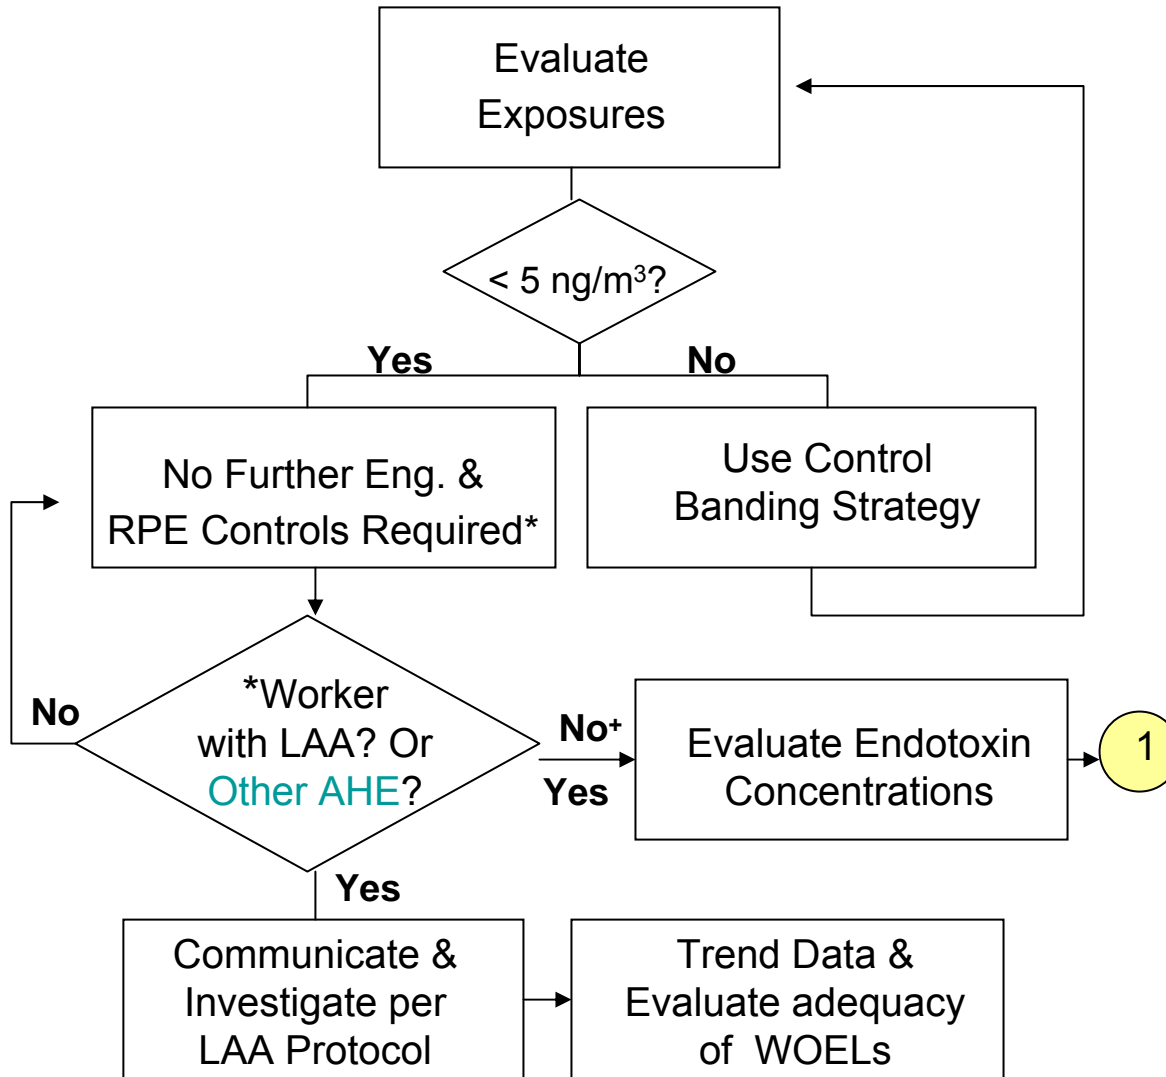 Evaluate
Exposures
< 5 ng/m³?
Yes
No
No Further Eng. &
RPE Controls Required*
Use Control
Banding Strategy
No
*Worker
with LAA? Or
Other AHE?
No⁺
Yes
Evaluate Endotoxin
Concentrations
1
Yes
Communicate &
Investigate per
LAA Protocol
Trend Data &
Evaluate adequacy
of WOELs